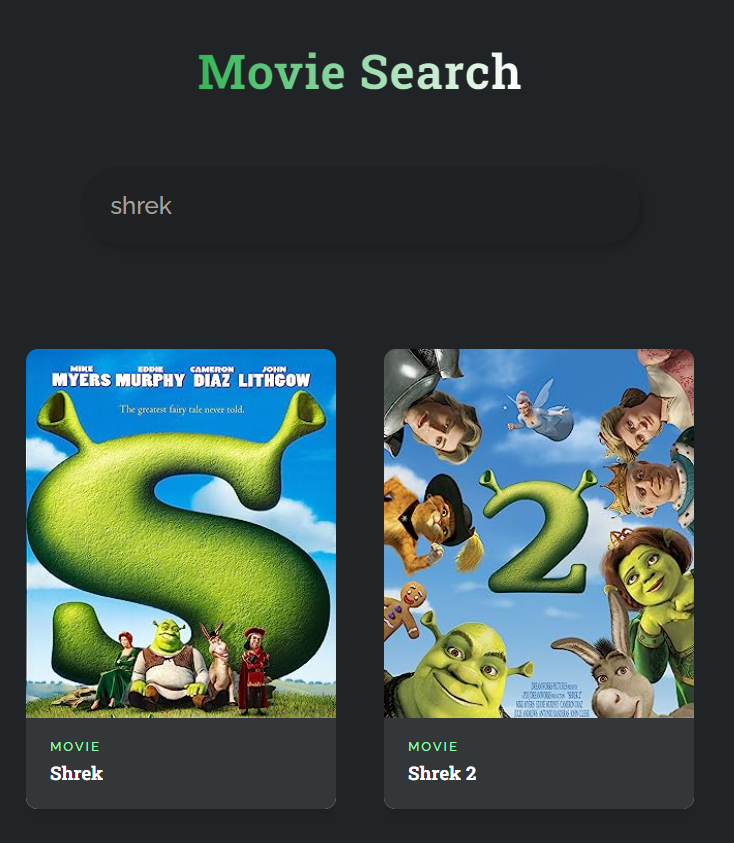 Movie Search
shrek
MIKE EDDIE CAMERON JOHN
MYERS MURPHY DIAZ LITHGOW
The greatest fairy tale never told.
2
MOVIE
Shrek
MOVIE
Shrek 2